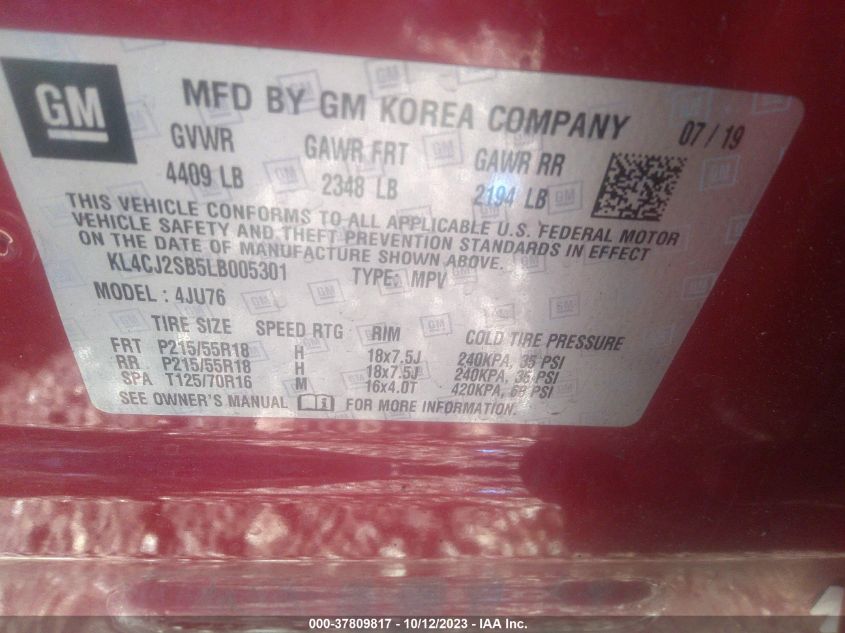 GM
MFD BY GM KOREA COMPANY 07 / 19
GVWR GAWR FRT GAWR RR
4409 LB 2348 LB 2194 LB
THIS VEHICLE CONFORMS TO ALL APPLICABLE U.S. FEDERAL MOTOR
VEHICLE SAFETY AND THEFT PREVENTION STANDARDS IN EFFECT
ON THE DATE OF MANUFACTURE SHOWN ABOVE.
KL4CJ2SB5LB005301 TYPE: MPV
MODEL : 4JU76
TIRE SIZE SPEED RTG RIM COLD TIRE PRESSURE
FRT P215/55R18 H 18x7.5J 240KPA, 35 PSI
RR P215/55R18 H 18x7.5J 240KPA, 35 PSI
SPA T125/70R16 M 16x4.0T 420KPA, 60 PSI
SEE OWNER'S MANUAL FOR MORE INFORMATION.
000-37809817 - 10/12/2023 - IAA Inc.